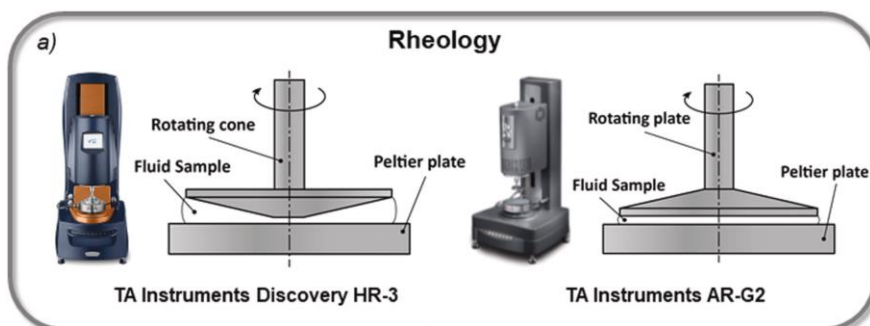 a)
Rheology
Rotating cone
Fluid Sample
Peltier plate
Rotating plate
Fluid Sample
Peltier plate
TA Instruments Discovery HR-3
TA Instruments AR-G2